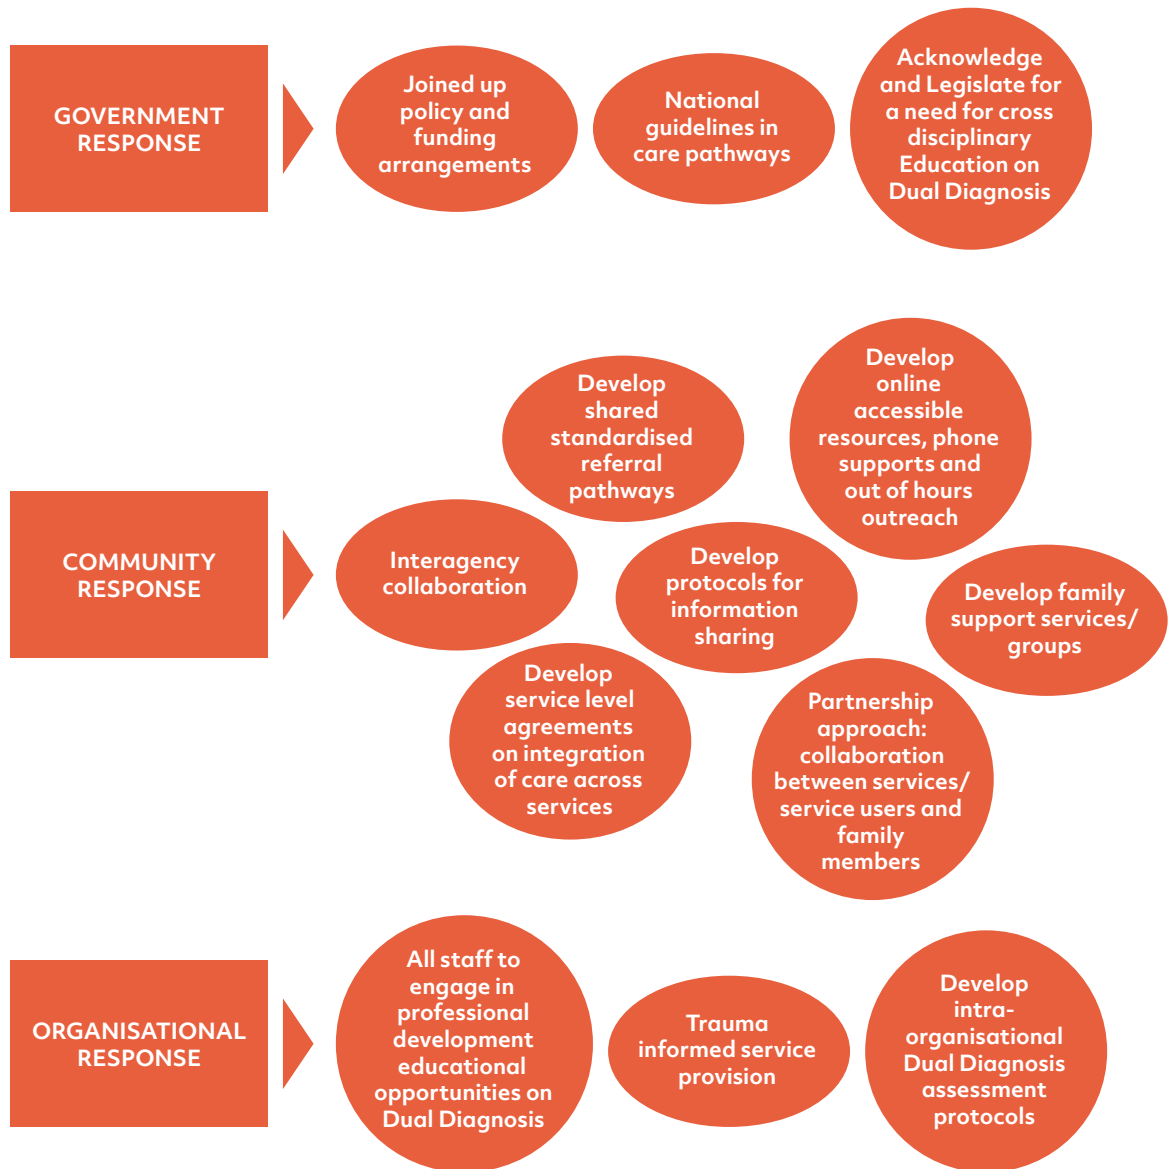 GOVERNMENT
RESPONSE
Joined up
policy and
funding
arrangements
National
guidelines in
care pathways
Acknowledge
and Legislate for
a need for cross
disciplinary
Education on
Dual Diagnosis
COMMUNITY
RESPONSE
Interagency
collaboration
Develop
shared
standardised
referral
pathways
Develop
online
accessible
resources, phone
supports and
out of hours
outreach
Develop
protocols for
information
sharing
Develop family
support services/
groups
Develop
service level
agreements
on integration
of care across
services
Partnership
approach:
collaboration
between services/
service users and
family
members
ORGANISATIONAL
RESPONSE
All staff to
engage in
professional
development
educational
opportunities on
Dual Diagnosis
Trauma
informed service
provision
Develop
intra-
organisational
Dual Diagnosis
assessment
protocols